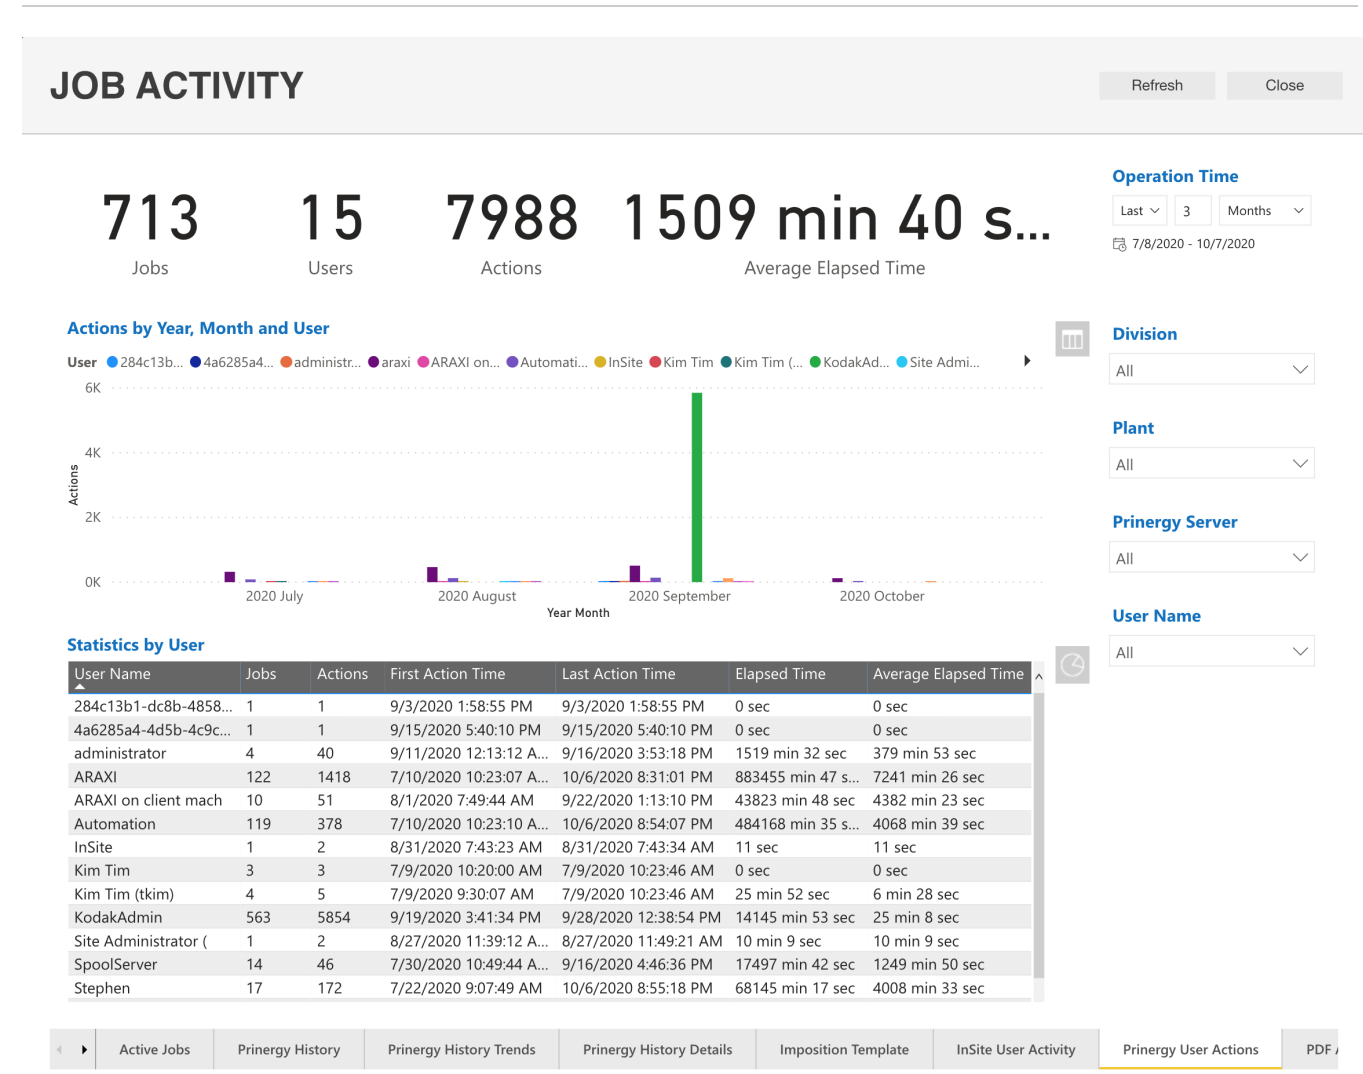 JOB ACTIVITY
Refresh Close
713 15 7988 1509 min 40 s...
Jobs Users Actions Average Elapsed Time
Operation Time
Last 3 Months
7/8/2020 - 10/7/2020
Actions by Year, Month and User
User 284c13b... 4a6285a4... administr... araxi ARAXI on... Automati... InSite Kim Tim Kim Tim (... KodakAd... Site Admi...
6K
4K
2K
0K
Actions
2020 July 2020 August 2020 September 2020 October
Year Month
Division
All
Plant
All
Prinergy Server
All
User Name
All
Statistics by User
User Name Jobs Actions First Action Time Last Action Time Elapsed Time Average Elapsed Time
284c13b1-dc8b-4858... 1 1 9/3/2020 1:58:55 PM 9/3/2020 1:58:55 PM 0 sec 0 sec
4a6285a4-4d5b-4c9c... 1 1 9/15/2020 5:40:10 PM 9/15/2020 5:40:10 PM 0 sec 0 sec
administrator 4 40 9/11/2020 12:13:12 A... 9/16/2020 3:53:18 PM 1519 min 32 sec 379 min 53 sec
ARAXI 122 1418 7/10/2020 10:23:07 A... 10/6/2020 8:31:01 PM 883455 min 47 s... 7241 min 26 sec
ARAXI on client mach 10 51 8/1/2020 7:49:44 AM 9/22/2020 1:13:10 PM 43823 min 48 sec 4382 min 23 sec
Automation 119 378 7/10/2020 10:23:10 A... 10/6/2020 8:54:07 PM 484168 min 35 s... 4068 min 39 sec
InSite 1 2 8/31/2020 7:43:23 AM 8/31/2020 7:43:34 AM 11 sec 11 sec
Kim Tim 3 3 7/9/2020 10:20:00 AM 7/9/2020 10:23:46 AM 0 sec 0 sec
Kim Tim (tkim) 4 5 7/9/2020 9:30:07 AM 7/9/2020 10:23:46 AM 25 min 52 sec 6 min 28 sec
KodakAdmin 563 5854 9/19/2020 3:41:34 PM 9/28/2020 12:38:54 PM 14145 min 53 sec 25 min 8 sec
Site Administrator ( 1 2 8/27/2020 11:39:12 A... 8/27/2020 11:49:21 AM 10 min 9 sec 10 min 9 sec
SpoolServer 14 46 7/30/2020 10:49:44 A... 9/16/2020 4:46:36 PM 17497 min 42 sec 1249 min 50 sec
Stephen 17 172 7/22/2020 9:07:49 AM 10/6/2020 8:55:18 PM 68145 min 17 sec 4008 min 33 sec
Active Jobs Prinergy History Prinergy History Trends Prinergy History Details Imposition Template InSite User Activity Prinergy User Actions PDF